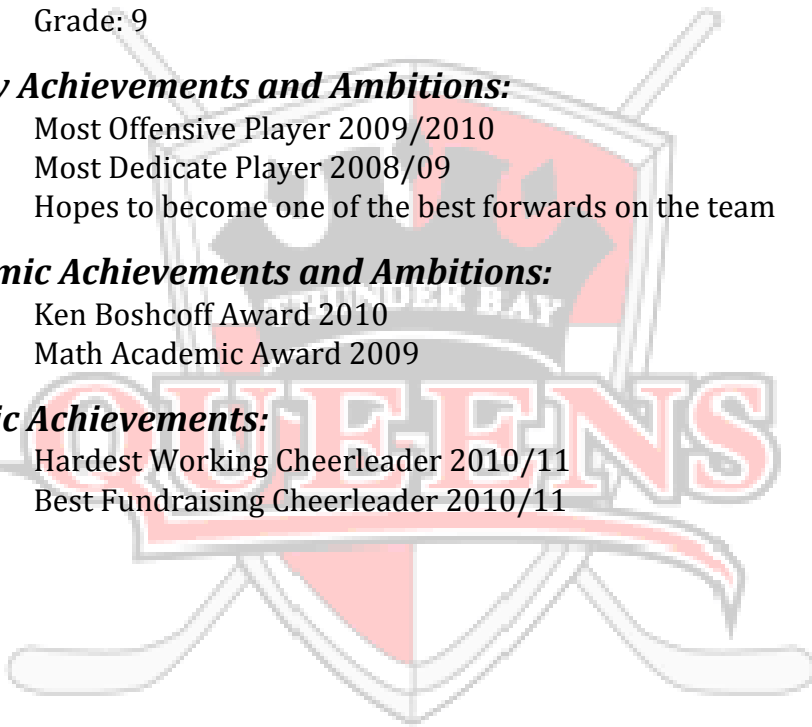 Grade: 9
y Achievements and Ambitions:
Most Offensive Player 2009/2010
Most Dedicate Player 2008/09
Hopes to become one of the best forwards on the team
mic Achievements and Ambitions:
THUNDER BAY
Ken Boshcoff Award 2010
Math Academic Award 2009
QUEENS
ic Achievements:
Hardest Working Cheerleader 2010/11
Best Fundraising Cheerleader 2010/11